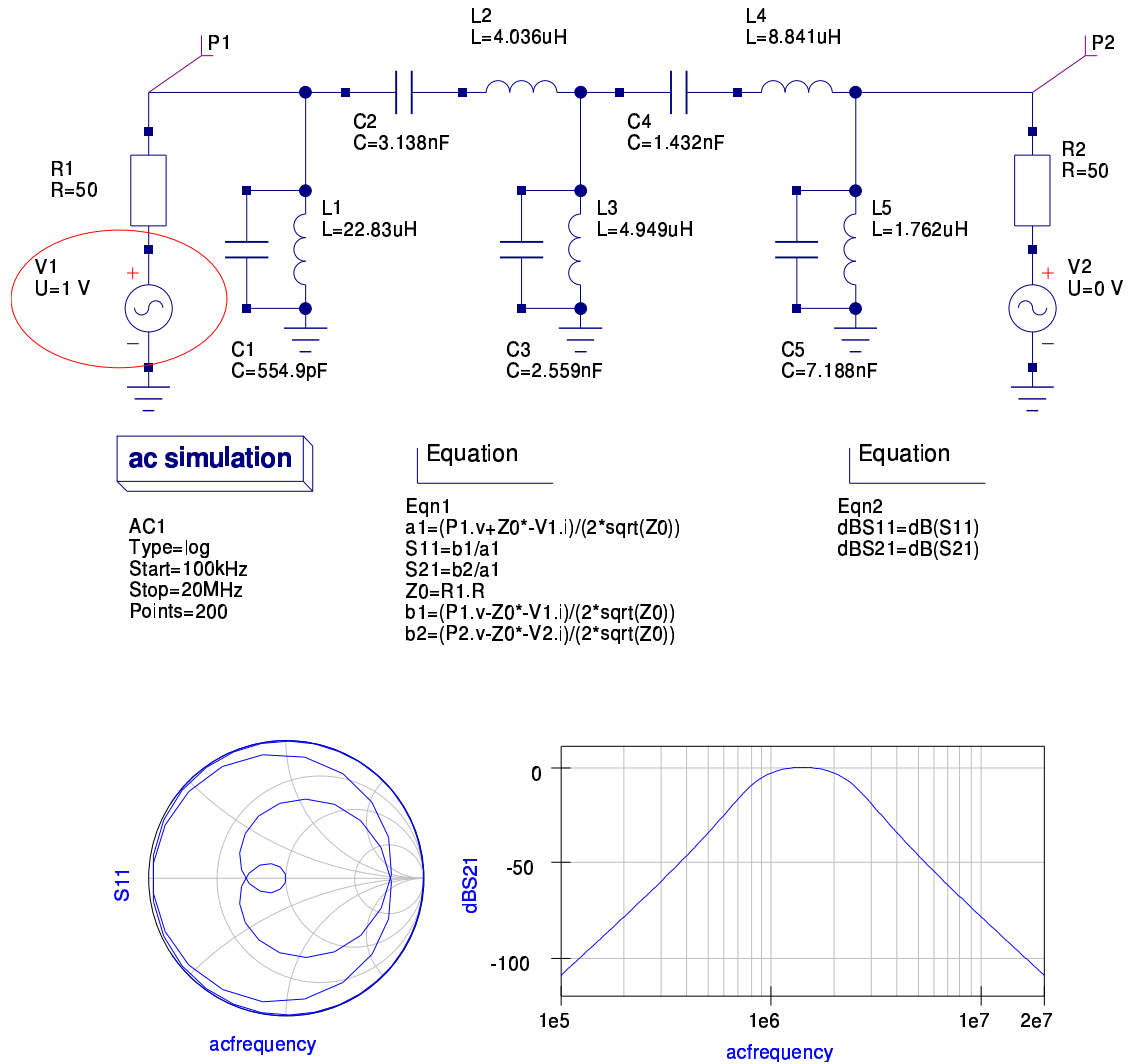 P1
L2
L=4.036uH
L4
L=8.841uH
P2
C2
C=3.138nF
C4
C=1.432nF
R1
R=50
R2
R=50
L1
L=22.83uH
L3
L=4.949uH
L5
L=1.762uH
V1
U=1 V
+
–
V2
U=0 V
+
–
C1
C=554.9pF
C3
C=2.559nF
C5
C=7.188nF
ac simulation
AC1
Type=log
Start=100kHz
Stop=20MHz
Points=200
Equation
Eqn1
a1=(P1.v+Z0*-V1.i)/(2*sqrt(Z0))
S11=b1/a1
S21=b2/a1
Z0=R1.R
b1=(P1.v-Z0*-V1.i)/(2*sqrt(Z0))
b2=(P2.v-Z0*-V2.i)/(2*sqrt(Z0))
Equation
Eqn2
dBS11=dB(S11)
dBS21=dB(S21)
S11
acfrequency
dBS21
0
-50
-100
1e5
1e6
1e7
2e7
acfrequency